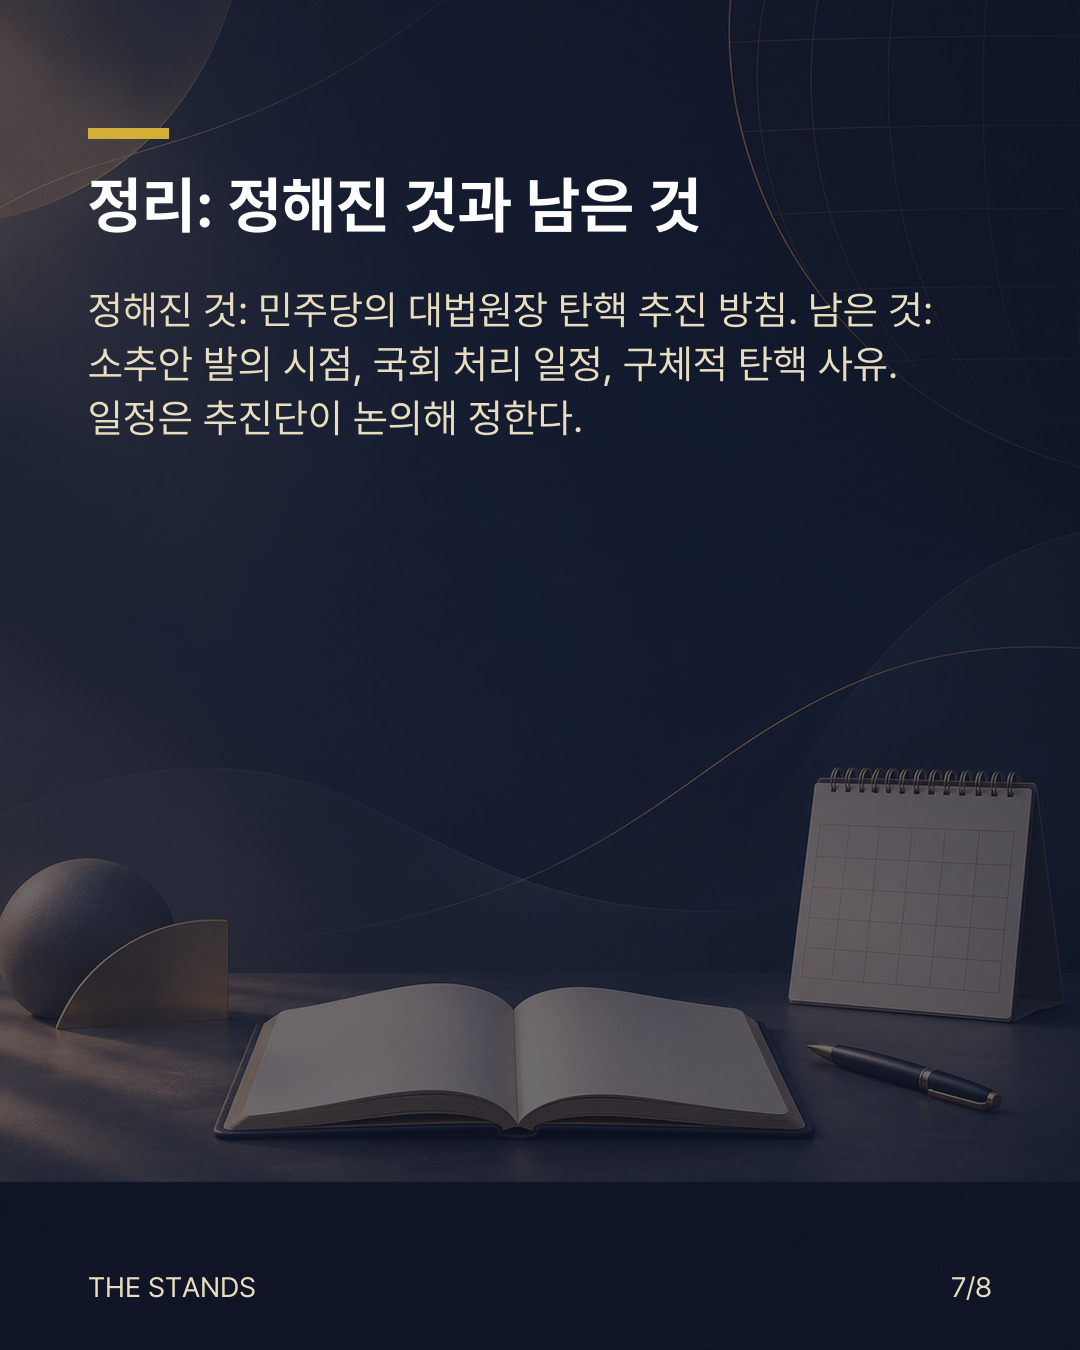 정리: 정해진 것과 남은 것
정해진 것: 민주당의 대법원장 탄핵 추진 방침. 남은 것:
소추안 발의 시점, 국회 처리 일정, 구체적 탄핵 사유.
일정은 추진단이 논의해 정한다.
THE STANDS
7/8